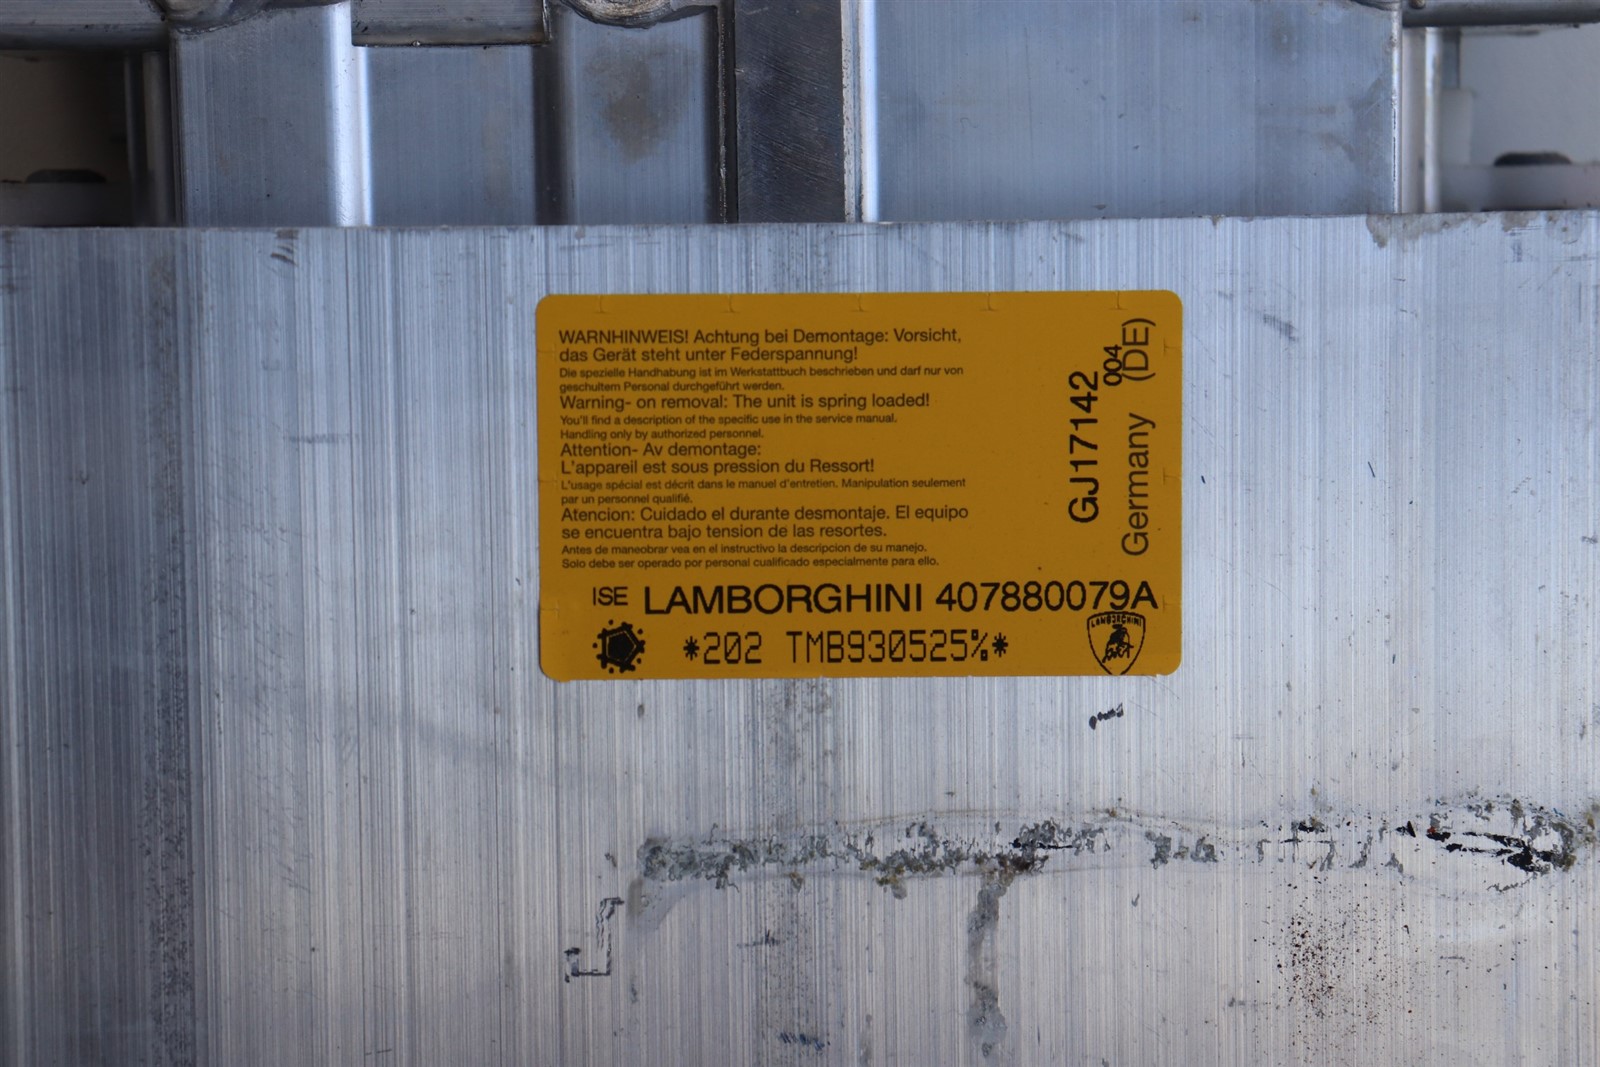 WARNHINWEIS! Achtung bei Demontage: Vorsicht,
das Gerät steht unter Federspannung!
Die spezielle Handhabung ist im Werkstattbuch beschrieben und darf nur von
geschultem Personal durchgeführt werden.
Warning- on removal: The unit is spring loaded!
You'll find a description of the specific use in the service manual.
Handling only by authorized personnel.
Attention- Av demontage:
L'appareil est sous pression du Ressort!
L'usage spécial est décrit dans le manuel d'entretien. Manipulation seulement
par un personnel qualifié.
Atencion: Cuidado el durante desmontaje. El equipo
se encuentra bajo tension de las resortes.
Antes de maneobrar vea en el instructivo la descripcion de su manejo.
Solo debe ser operado por personal cualificado especialmente para ello.
ISE LAMBORGHINI 407880079A
*202 TMB930525%*
LAMBORGHINI
GJ17142 004
Germany (DE)